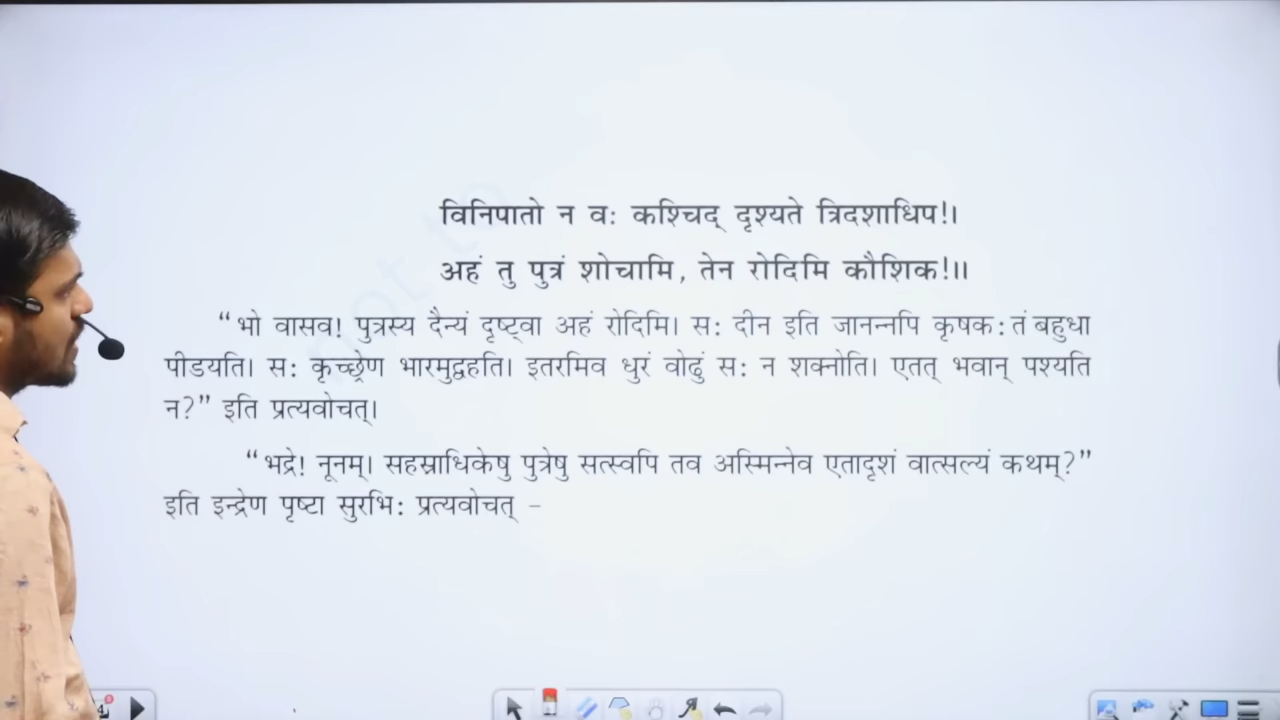 विनिपातो न वः कश्चिद् दृश्यते त्रिदशाधिप!।
अहं तु पुत्रं शोचामि, तेन रोदिमि कौशिक!।।
“भो वासव! पुत्रस्य दैन्यं दृष्ट्वा अहं रोदिमि। सः दीन इति जानन्नपि कृषकः तं बहुधा
पीडयति। सः कृच्छ्रेण भारमुद्वहति। इतरमिव धुरं वोढुं सः न शक्नोति। एतत् भवान् पश्यति
न?” इति प्रत्यवोचत्।
“भद्रे! नूनम्। सहस्राधिकेषु पुत्रेषु सत्स्वपि तव अस्मिन्नेव एतादृशं वात्सल्यं कथम्?”
इति इन्द्रेण पृष्टा सुरभिः प्रत्यवोचत् –